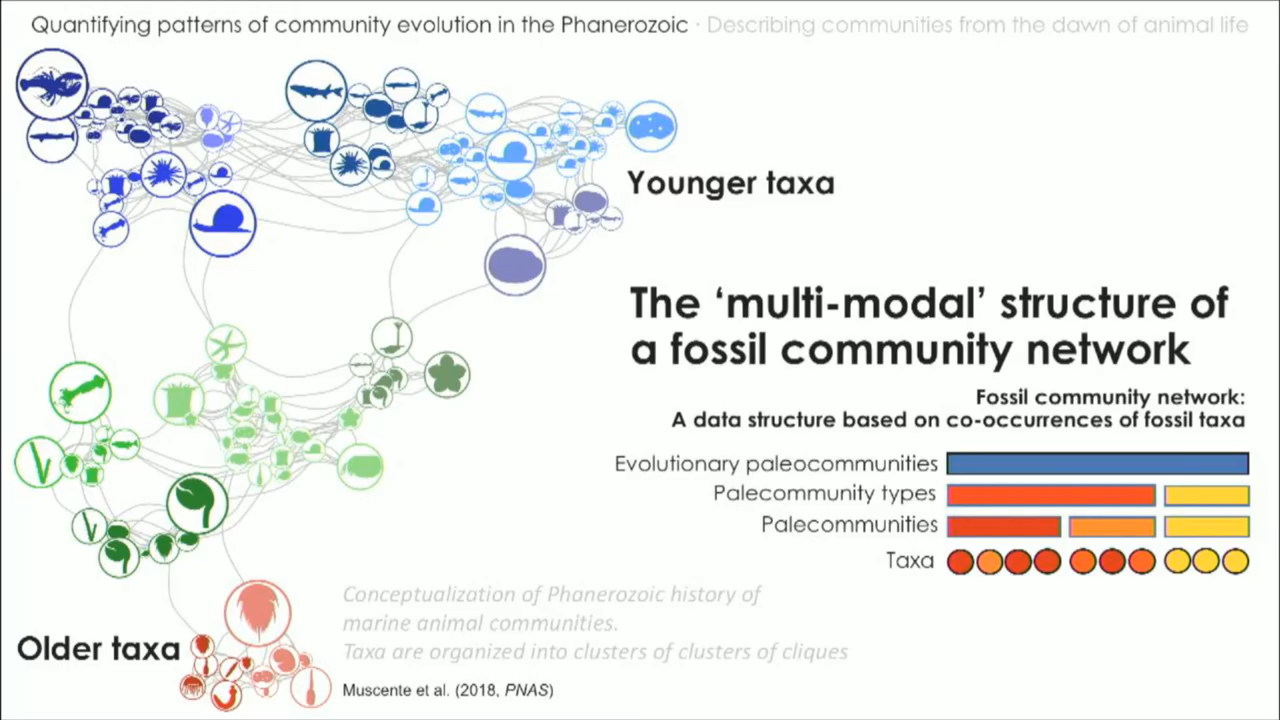 Quantifying patterns of community evolution in the Phanerozoic · Describing communities from the dawn of animal life
Younger taxa
The ‘multi-modal’ structure of
a fossil community network
Fossil community network:
A data structure based on co-occurrences of fossil taxa
Evolutionary paleocommunities
Palecommunity types
Palecommunities
Taxa
Conceptualization of Phanerozoic history of
marine animal communities.
Older taxa
Taxa are organized into clusters of clusters of cliques
Muscente et al. (2018, PNAS)